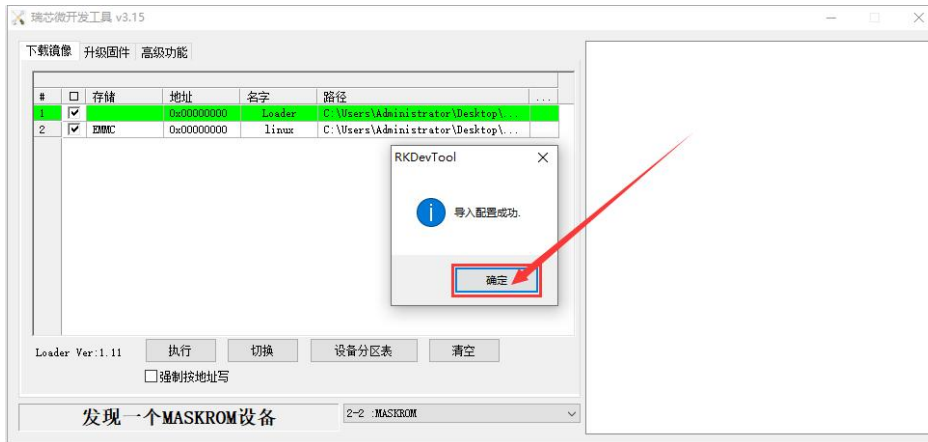 瑞芯微开发工具 v3.15
下载镜像 升级固件 高级功能
# 存储 地址 名字 路径 ...
1 0x00000000 Loader C:\Users\Administrator\Desktop\...
2 EMMC 0x00000000 linux C:\Users\Administrator\Desktop\...
RKDevTool
导入配置成功.
确定
Loader Ver:1.11 执行 切换 设备分区表 清空
强制按地址写
发现一个MASKROM设备 2-2 :MASKROM